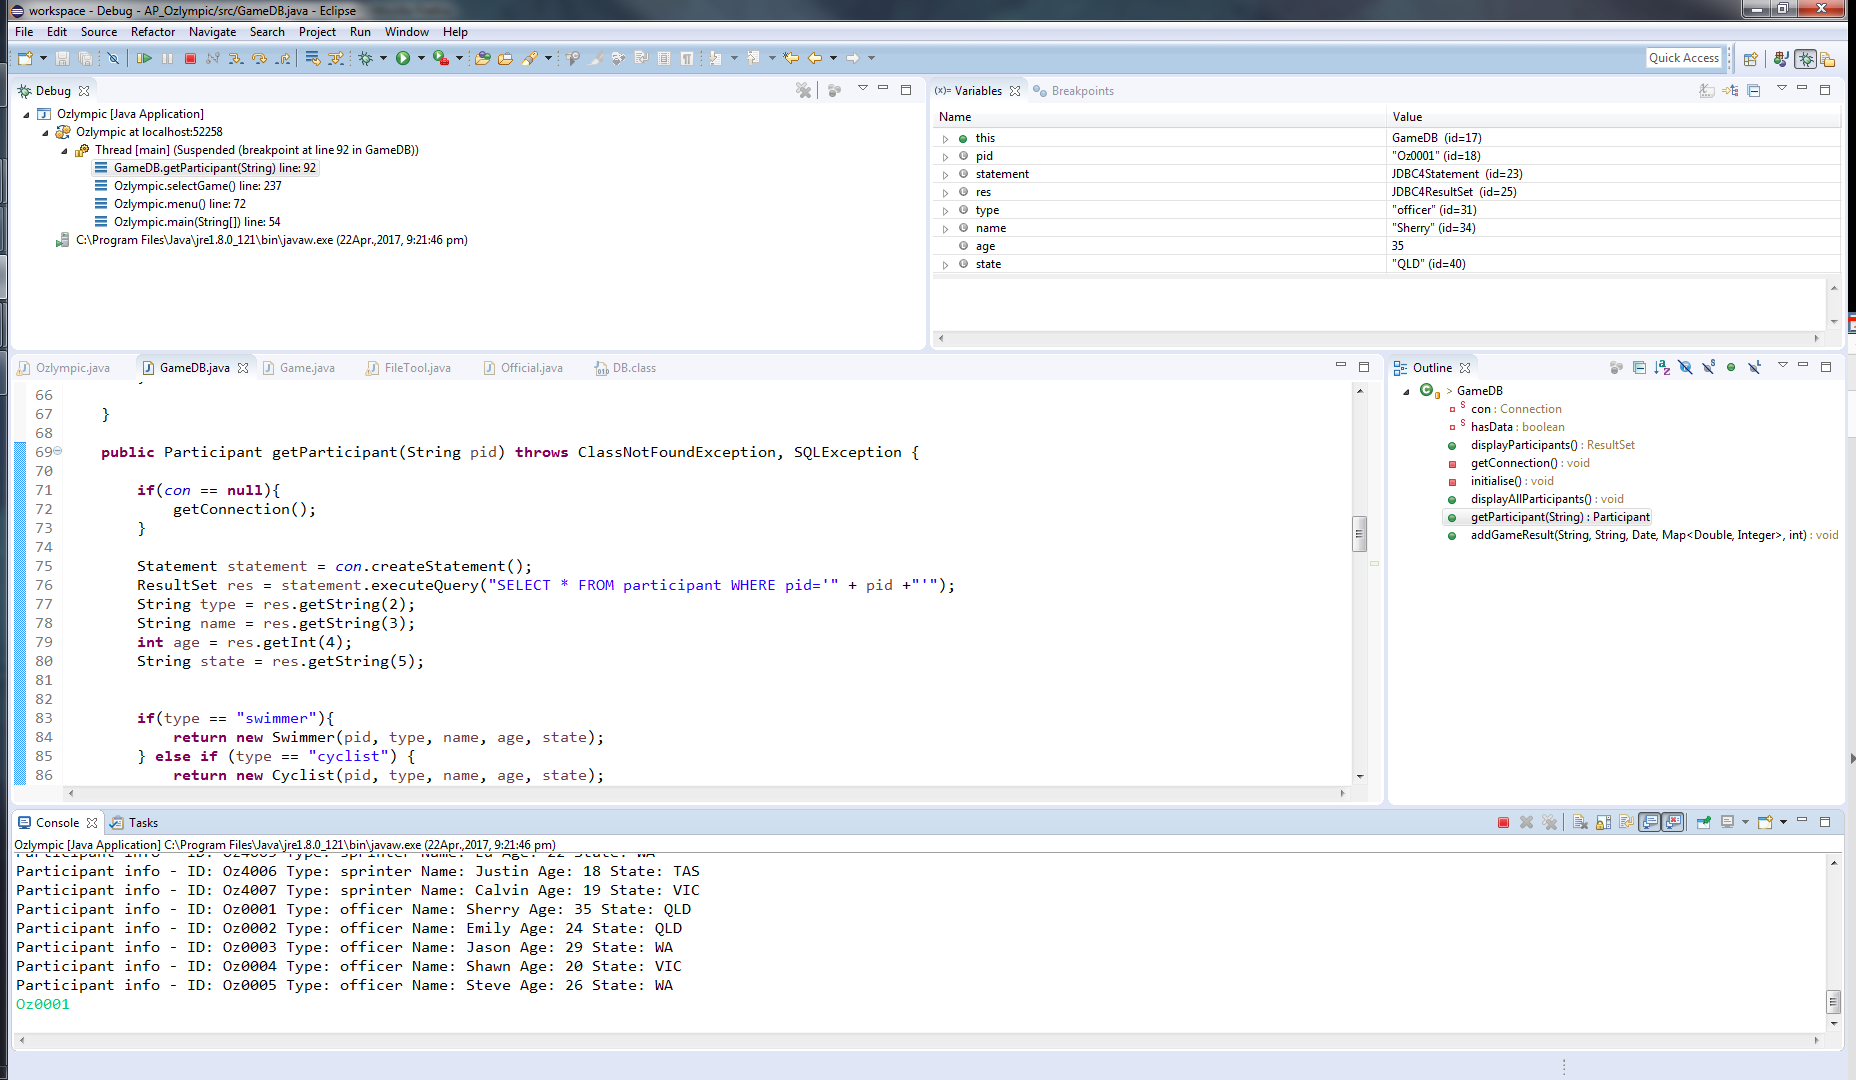 workspace - Debug - AP_Ozlympic/src/GameDB.java - Eclipse
File Edit Source Refactor Navigate Search Project Run Window Help
Quick Access
Debug
Ozlympic [Java Application]
Ozlympic at localhost:52258
Thread [main] (Suspended (breakpoint at line 92 in GameDB))
GameDB.getParticipant(String) line: 92
Ozlympic.selectGame() line: 237
Ozlympic.menu() line: 72
Ozlympic.main(String[]) line: 54
C:\Program Files\Java\jre1.8.0_121\bin\javaw.exe (22Apr.,2017, 9:21:46 pm)
(x)= Variables Breakpoints
Name Value
this GameDB (id=17)
pid "Oz0001" (id=18)
statement JDBC4Statement (id=23)
res JDBC4ResultSet (id=25)
type "officer" (id=31)
name "Sherry" (id=34)
age 35
state "QLD" (id=40)
Ozlympic.java GameDB.java Game.java FileTool.java Official.java DB.class
66
67 }
68
69 public Participant getParticipant(String pid) throws ClassNotFoundException, SQLException {
70
71 if(con == null){
72 getConnection();
73 }
74
75 Statement statement = con.createStatement();
76 ResultSet res = statement.executeQuery("SELECT * FROM participant WHERE pid='" + pid +"'");
77 String type = res.getString(2);
78 String name = res.getString(3);
79 int age = res.getInt(4);
80 String state = res.getString(5);
81
82
83 if(type == "swimmer"){
84 return new Swimmer(pid, type, name, age, state);
85 } else if (type == "cyclist") {
86 return new Cyclist(pid, type, name, age, state);
Outline
> GameDB
con : Connection
hasData : boolean
displayParticipants() : ResultSet
getConnection() : void
initialise() : void
displayAllParticipants() : void
getParticipant(String) : Participant
addGameResult(String, String, Date, Map<Double, Integer>, int) : void
Console Tasks
Ozlympic [Java Application] C:\Program Files\Java\jre1.8.0_121\bin\javaw.exe (22Apr.,2017, 9:21:46 pm)
Participant info - ID: Oz4005 Type: sprinter Name: Ed Age: 22 State: WA
Participant info - ID: Oz4006 Type: sprinter Name: Justin Age: 18 State: TAS
Participant info - ID: Oz4007 Type: sprinter Name: Calvin Age: 19 State: VIC
Participant info - ID: Oz0001 Type: officer Name: Sherry Age: 35 State: QLD
Participant info - ID: Oz0002 Type: officer Name: Emily Age: 24 State: QLD
Participant info - ID: Oz0003 Type: officer Name: Jason Age: 29 State: WA
Participant info - ID: Oz0004 Type: officer Name: Shawn Age: 20 State: VIC
Participant info - ID: Oz0005 Type: officer Name: Steve Age: 26 State: WA
Oz0001